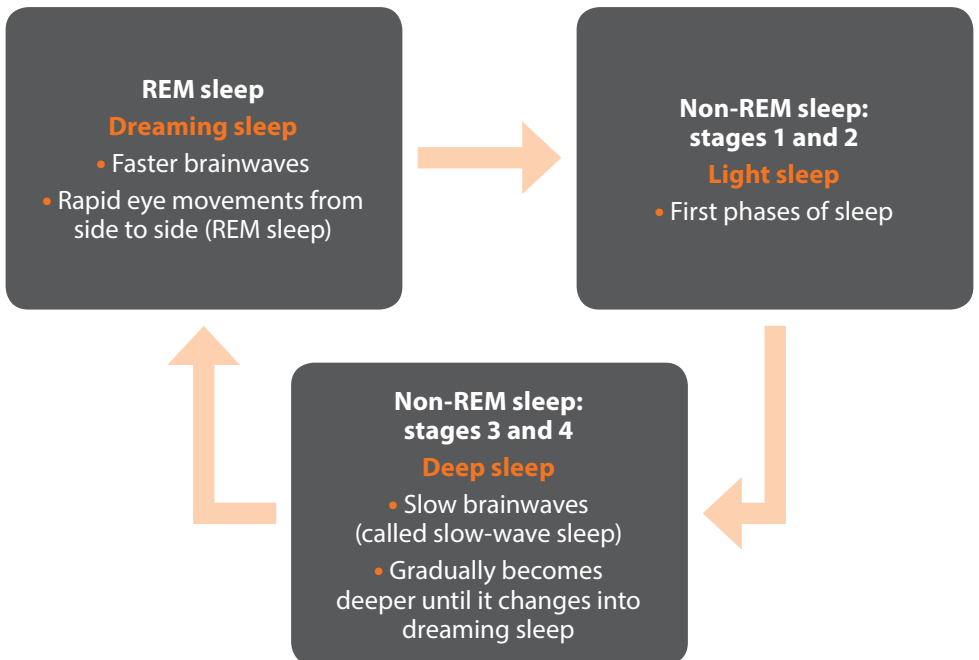 REM sleep
Dreaming sleep
• Faster brainwaves
• Rapid eye movements from
side to side (REM sleep)
Non-REM sleep:
stages 1 and 2
Light sleep
• First phases of sleep
Non-REM sleep:
stages 3 and 4
Deep sleep
• Slow brainwaves
(called slow-wave sleep)
• Gradually becomes
deeper until it changes into
dreaming sleep